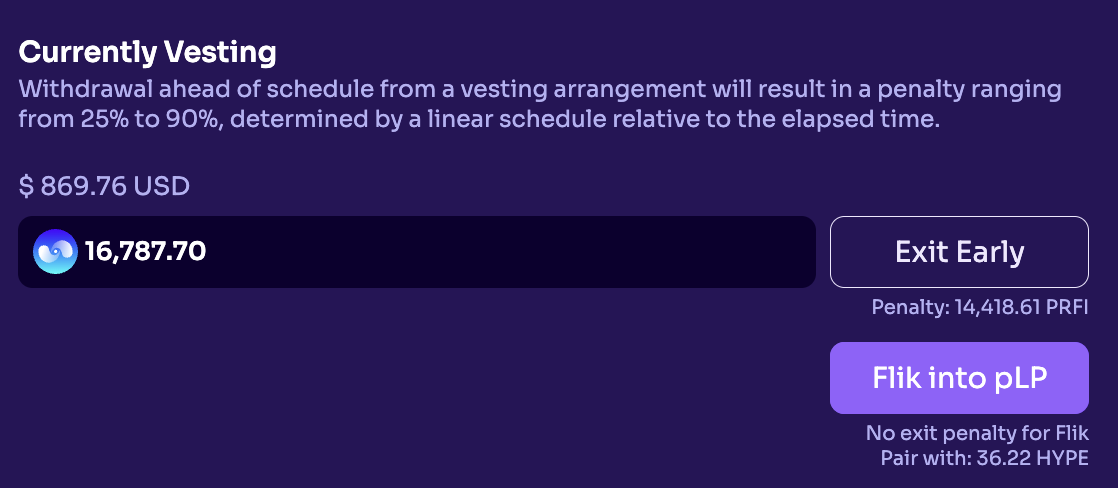 Currently Vesting
Withdrawal ahead of schedule from a vesting arrangement will result in a penalty ranging
from 25% to 90%, determined by a linear schedule relative to the elapsed time.
$ 869.76 USD
16,787.70
Exit Early
Penalty: 14,418.61 PRFI
Flik into pLP
No exit penalty for Flik
Pair with: 36.22 HYPE